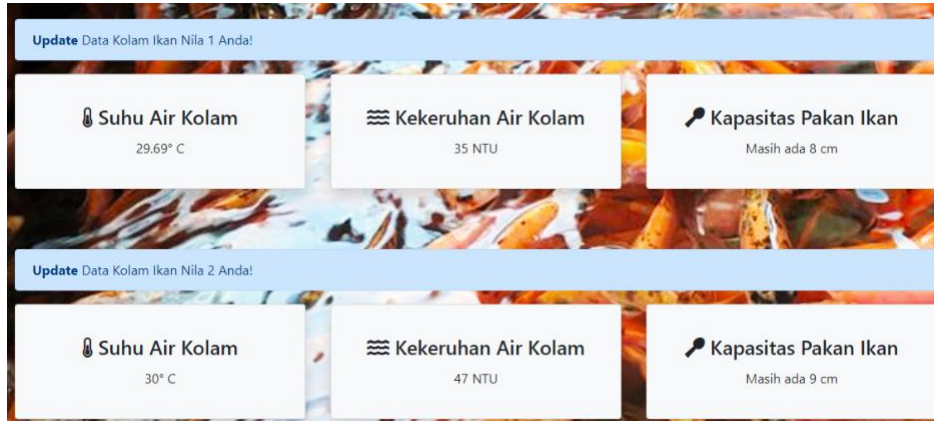 Update Data Kolam Ikan Nila 1 Anda!
Suhu Air Kolam
29.69° C
Kekeruhan Air Kolam
35 NTU
Kapasitas Pakan Ikan
Masih ada 8 cm
Update Data Kolam Ikan Nila 2 Anda!
Suhu Air Kolam
30° C
Kekeruhan Air Kolam
47 NTU
Kapasitas Pakan Ikan
Masih ada 9 cm